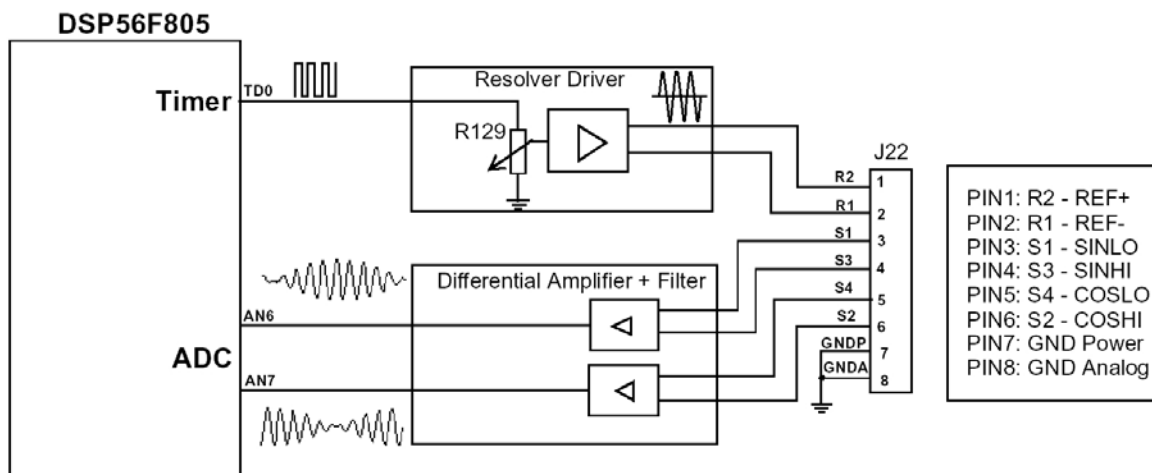 DSP56F805
Timer
TD0
Resolver Driver
R129
J22
R2
1
R1
2
S1
3
S3
4
S4
5
S2
6
GNDP
7
GNDA
8
PIN1: R2 - REF+
PIN2: R1 - REF-
PIN3: S1 - SINLO
PIN4: S3 - SINHI
PIN5: S4 - COSLO
PIN6: S2 - COSHI
PIN7: GND Power
PIN8: GND Analog
Differential Amplifier + Filter
AN6
ADC
AN7